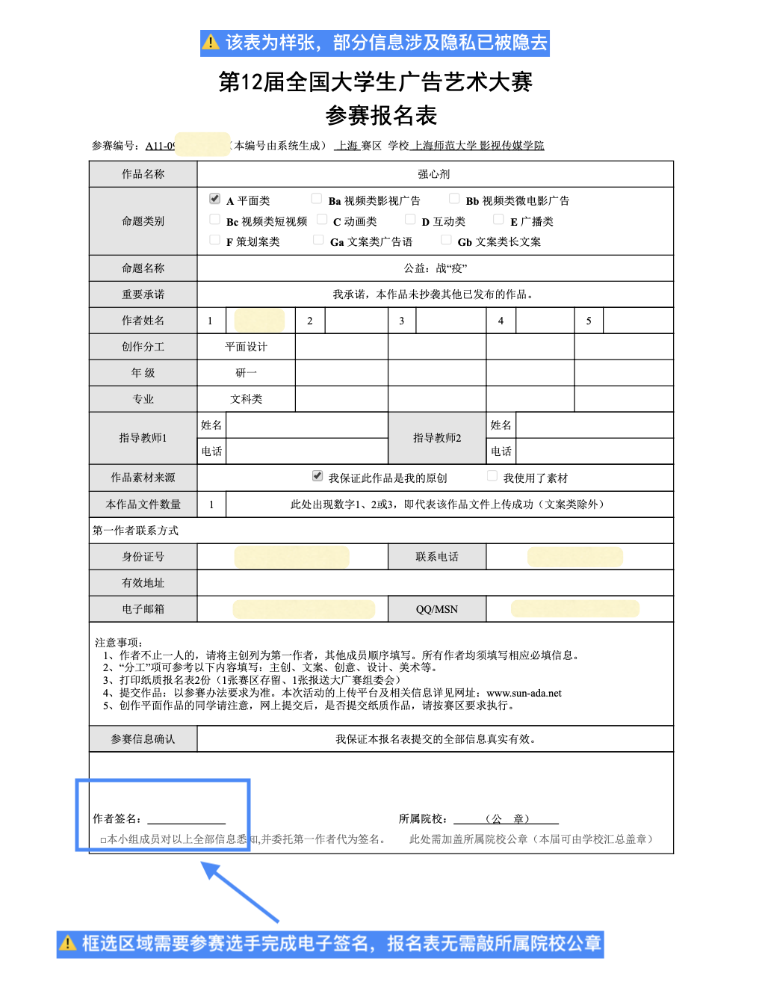 ⚠️ 该表为样张，部分信息涉及隐私已被隐去
第12届全国大学生广告艺术大赛
参赛报名表
参赛编号：A11-09 （本编号由系统生成） 上海 赛区 学校 上海师范大学 影视传媒学院
作品名称 强心剂
命题类别
A 平面类 Ba 视频类影视广告 Bb 视频类微电影广告
Bc 视频类短视频 C 动画类 D 互动类 E 广播类
F 策划案类 Ga 文案类广告语 Gb 文案类长文案
命题名称 公益：战“疫”
重要承诺 我承诺，本作品未抄袭其他已发布的作品。
作者姓名 1 2 3 4 5
创作分工 平面设计
年 级 研一
专业 文科类
指导教师1 姓名 指导教师2 姓名
电话 电话
作品素材来源 我保证此作品是我的原创 我使用了素材
本作品文件数量 1 此处出现数字1、2或3，即代表该作品文件上传成功（文案类除外）
第一作者联系方式
身份证号 联系电话
有效地址
电子邮箱 QQ/MSN
注意事项：
1、作者不止一人的，请将主创列为第一作者，其他成员顺序填写。所有作者均须填写相应必填信息。
2、“分工”项可参考以下内容填写：主创、文案、创意、设计、美术等。
3、打印纸质报名表2份（1张赛区存留、1张报送大广赛组委会）
4、提交作品：以参赛办法要求为准。本次活动的上传平台及相关信息详见网址：www.sun-ada.net
5、创作平面作品的同学请注意，网上提交后，是否提交纸质作品，请按赛区要求执行。
参赛信息确认 我保证本报名表提交的全部信息真实有效。
作者签名： 所属院校： （公 章）
□本小组成员对以上全部信息悉知,并委托第一作者代为签名。 此处需加盖所属院校公章（本届可由学校汇总盖章）
⚠️ 框选区域需要参赛选手完成电子签名，报名表无需敲所属院校公章